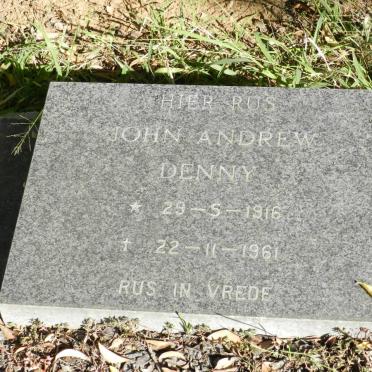 HIER RUS
JOHN ANDREW
DENNY
* 29-5-1916
† 22-11-1961
RUS IN VREDE